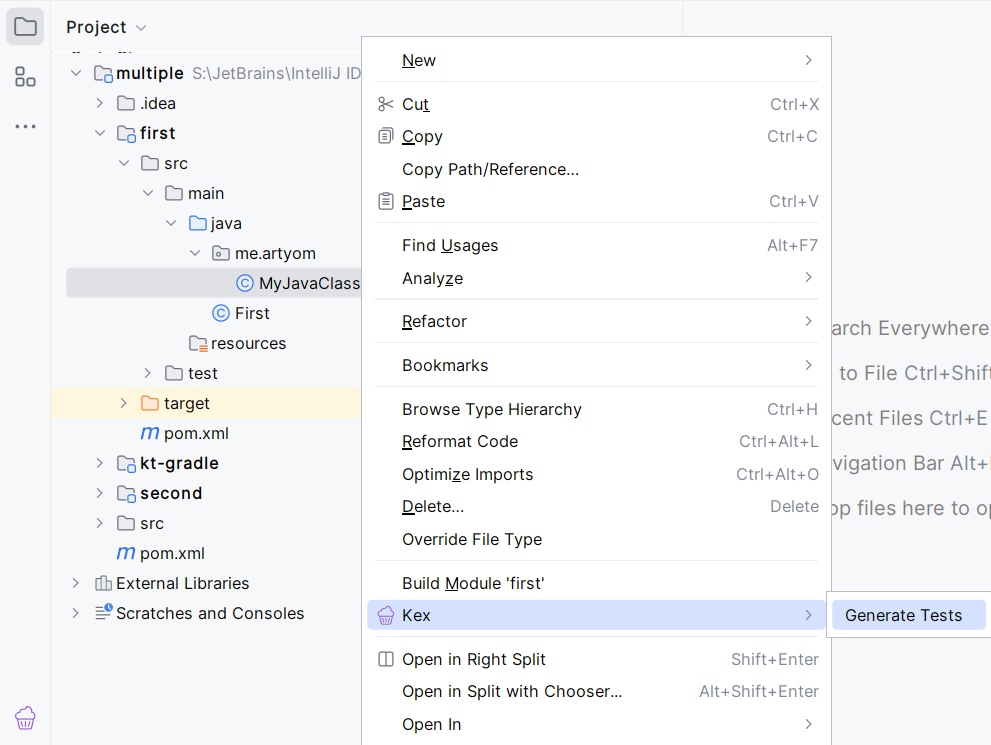 Project
multiple S:\JetBrains\IntelliJ ID
.idea
first
src
main
java
me.artyom
MyJavaClass
First
resources
test
target
pom.xml
kt-gradle
second
src
pom.xml
External Libraries
Scratches and Consoles
New
Cut Ctrl+X
Copy Ctrl+C
Copy Path/Reference...
Paste Ctrl+V
Find Usages Alt+F7
Analyze
Refactor
Bookmarks
Browse Type Hierarchy Ctrl+H
Reformat Code Ctrl+Alt+L
Optimize Imports Ctrl+Alt+O
Delete... Delete
Override File Type
Build Module 'first'
Kex
Open in Right Split Shift+Enter
Open in Split with Chooser... Alt+Shift+Enter
Open In
Generate Tests
arch Everywhere
to File Ctrl+Shift
cent Files Ctrl+E
vigation Bar Alt+
op files here to op